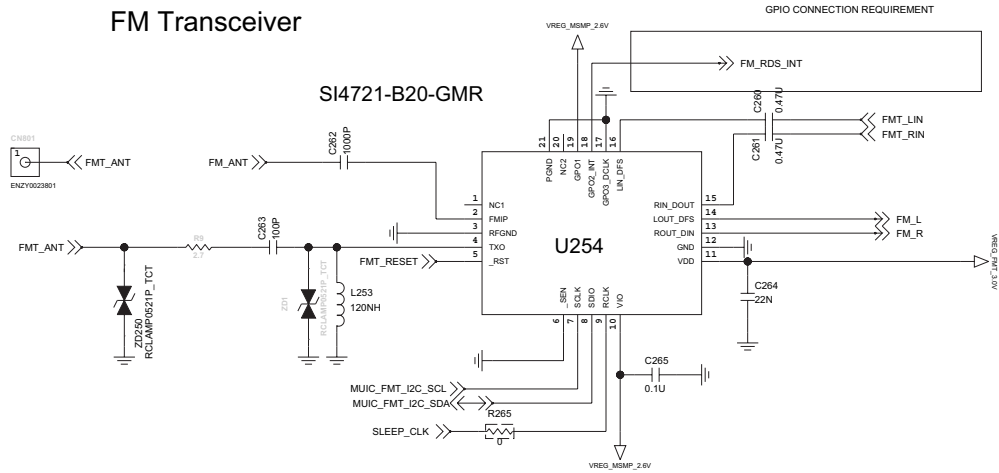 FM Transceiver
GPIO CONNECTION REQUIREMENT
VREG_MSMP_2.6V
FM_RDS_INT
SI4721-B20-GMR
C260
0.47U
FMT_LIN
FMT_RIN
C261
0.47U
CN801
1
FMT_ANT
ENZY0023801
FM_ANT
C262
1000P
21
20
19
18
17
16
PGND
NC2
GPO1
GPO2_INT
GPO3_DCLK
LIN_DFS
1
NC1
2
FMIP
3
RFGND
4
TXO
5
_RST
U254
RIN_DOUT
15
LOUT_DFS
14
FM_L
ROUT_DIN
13
FM_R
GND
12
VDD
11
VREG_FMT_3.0V
FMT_ANT
R9
2.7
C263
100P
FMT_RESET
ZD250
RCLAMP0521P_TCT
ZD1
RCLAMP0521P_TCT
L253
120NH
C264
22N
_SEN
SCLK
SDIO
RCLK
VIO
6
7
8
9
10
C265
0.1U
MUIC_FMT_I2C_SCL
MUIC_FMT_I2C_SDA
R265
0
SLEEP_CLK
VREG_MSMP_2.6V